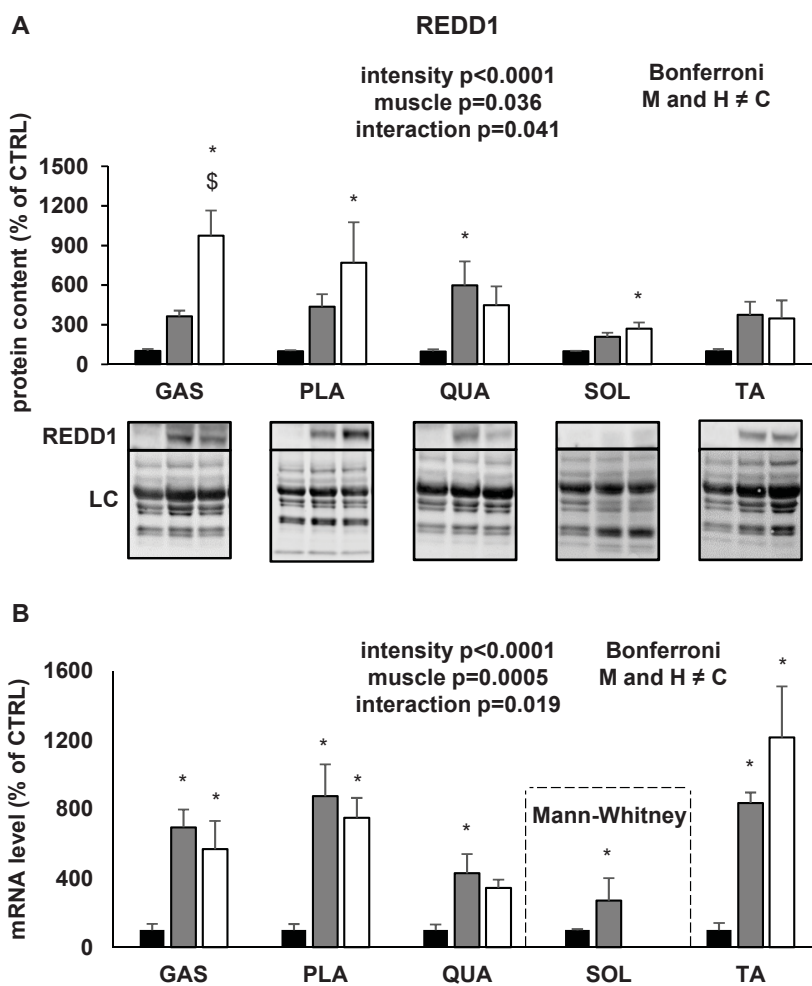 A
REDD1
intensity p<0.0001
muscle p=0.036
interaction p=0.041
Bonferroni
M and H ≠ C
protein content (% of CTRL)
1500
1200
900
600
300
0
*
$
*
*
*
GAS PLA QUA SOL TA
REDD1
LC
B
intensity p<0.0001
muscle p=0.0005
interaction p=0.019
Bonferroni
M and H ≠ C
mRNA level (% of CTRL)
1600
1200
800
400
0
* *
* *
*
Mann-Whitney
*
* *
GAS PLA QUA SOL TA